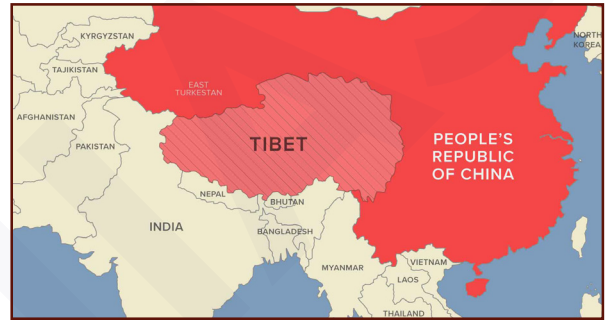 KYRGYZSTAN
NORTH
KOREA
TAJIKISTAN
EAST
TURKESTAN
AFGHANISTAN
PAKISTAN
TIBET
PEOPLE'S
REPUBLIC
OF CHINA
NEPAL
BHUTAN
INDIA
BANGLADESH
MYANMAR
VIETNAM
LAOS
THAILAND